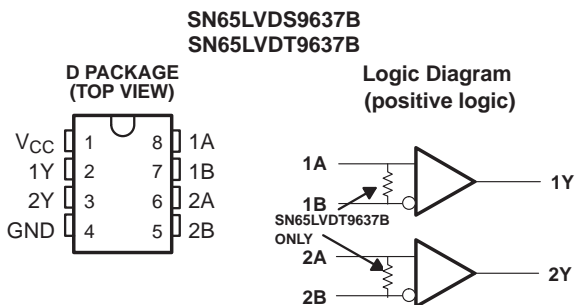 SN65LVDS9637B
SN65LVDT9637B
D PACKAGE
(TOP VIEW)
VCC 1 8 1A
1Y 2 7 1B
2Y 3 6 2A
GND 4 5 2B
Logic Diagram
(positive logic)
1A
1Y
1B
SN65LVDT9637B
ONLY
2A
2Y
2B